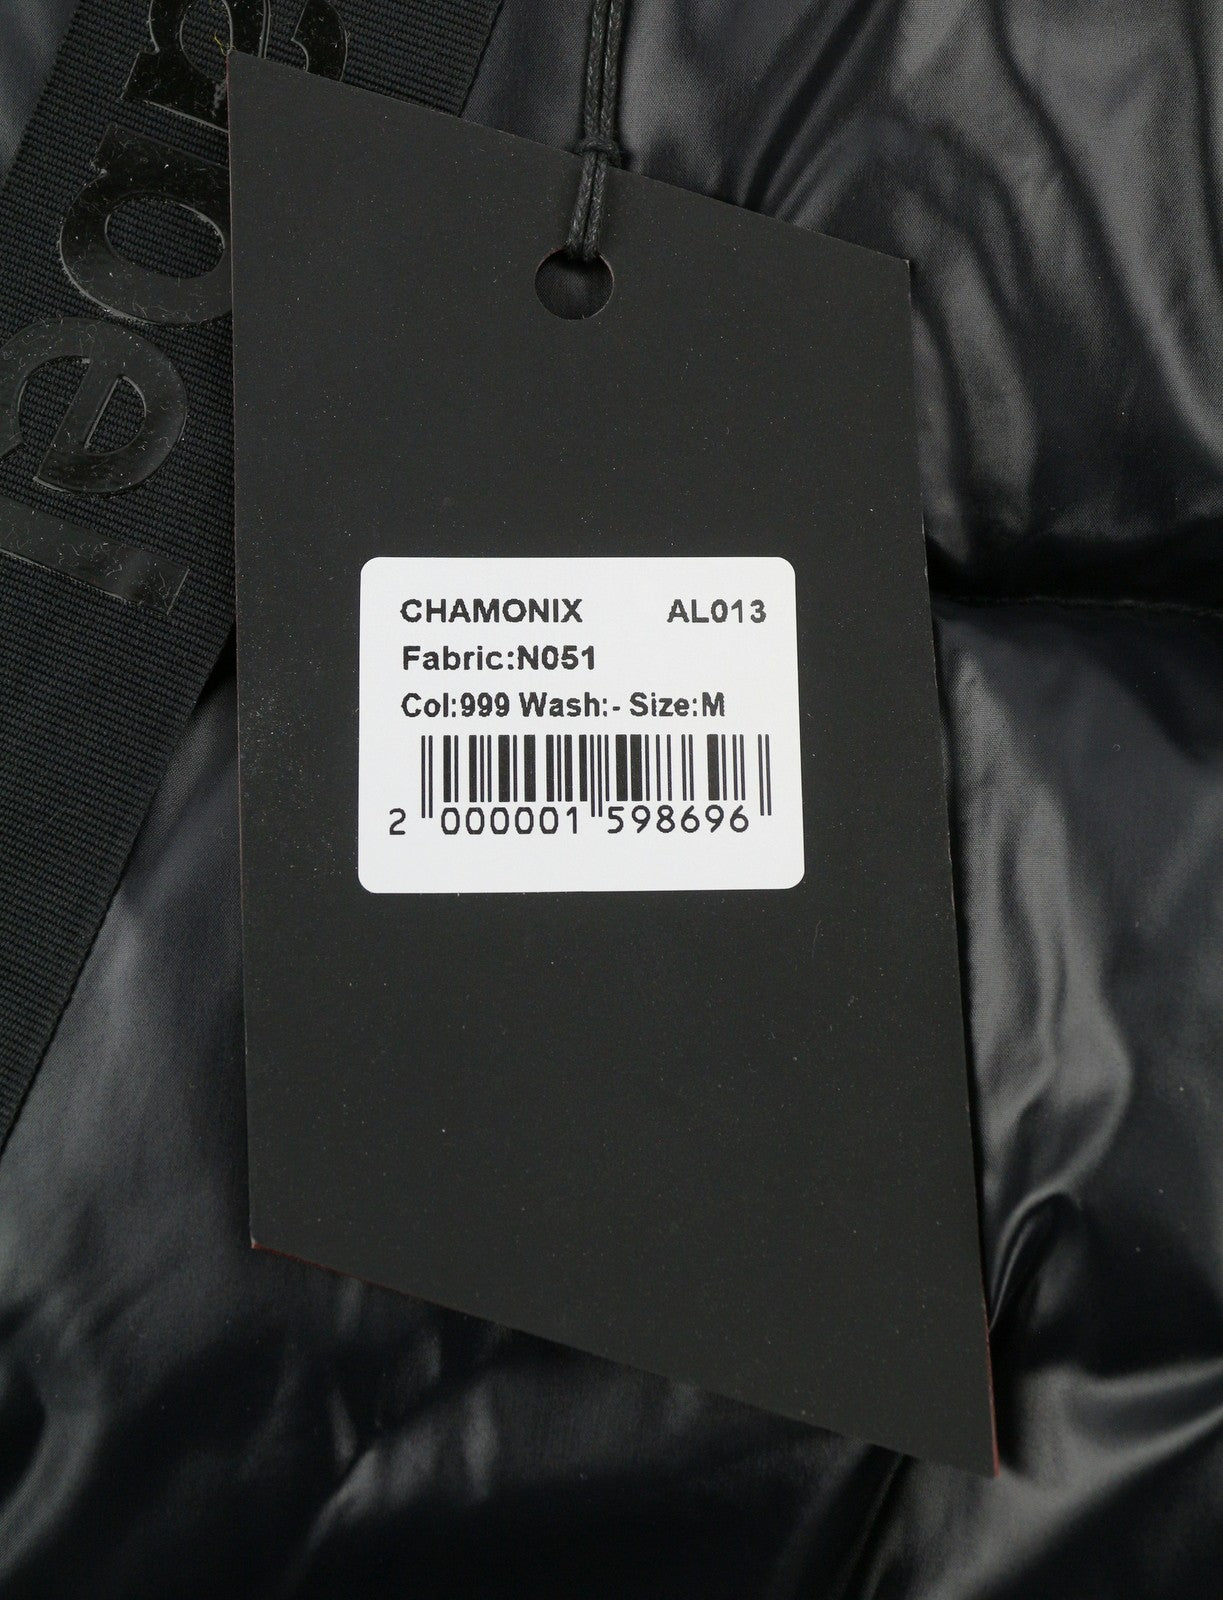 CHAMONIX AL013
Fabric:N051
Col:999 Wash:- Size:M
2 000001 598696